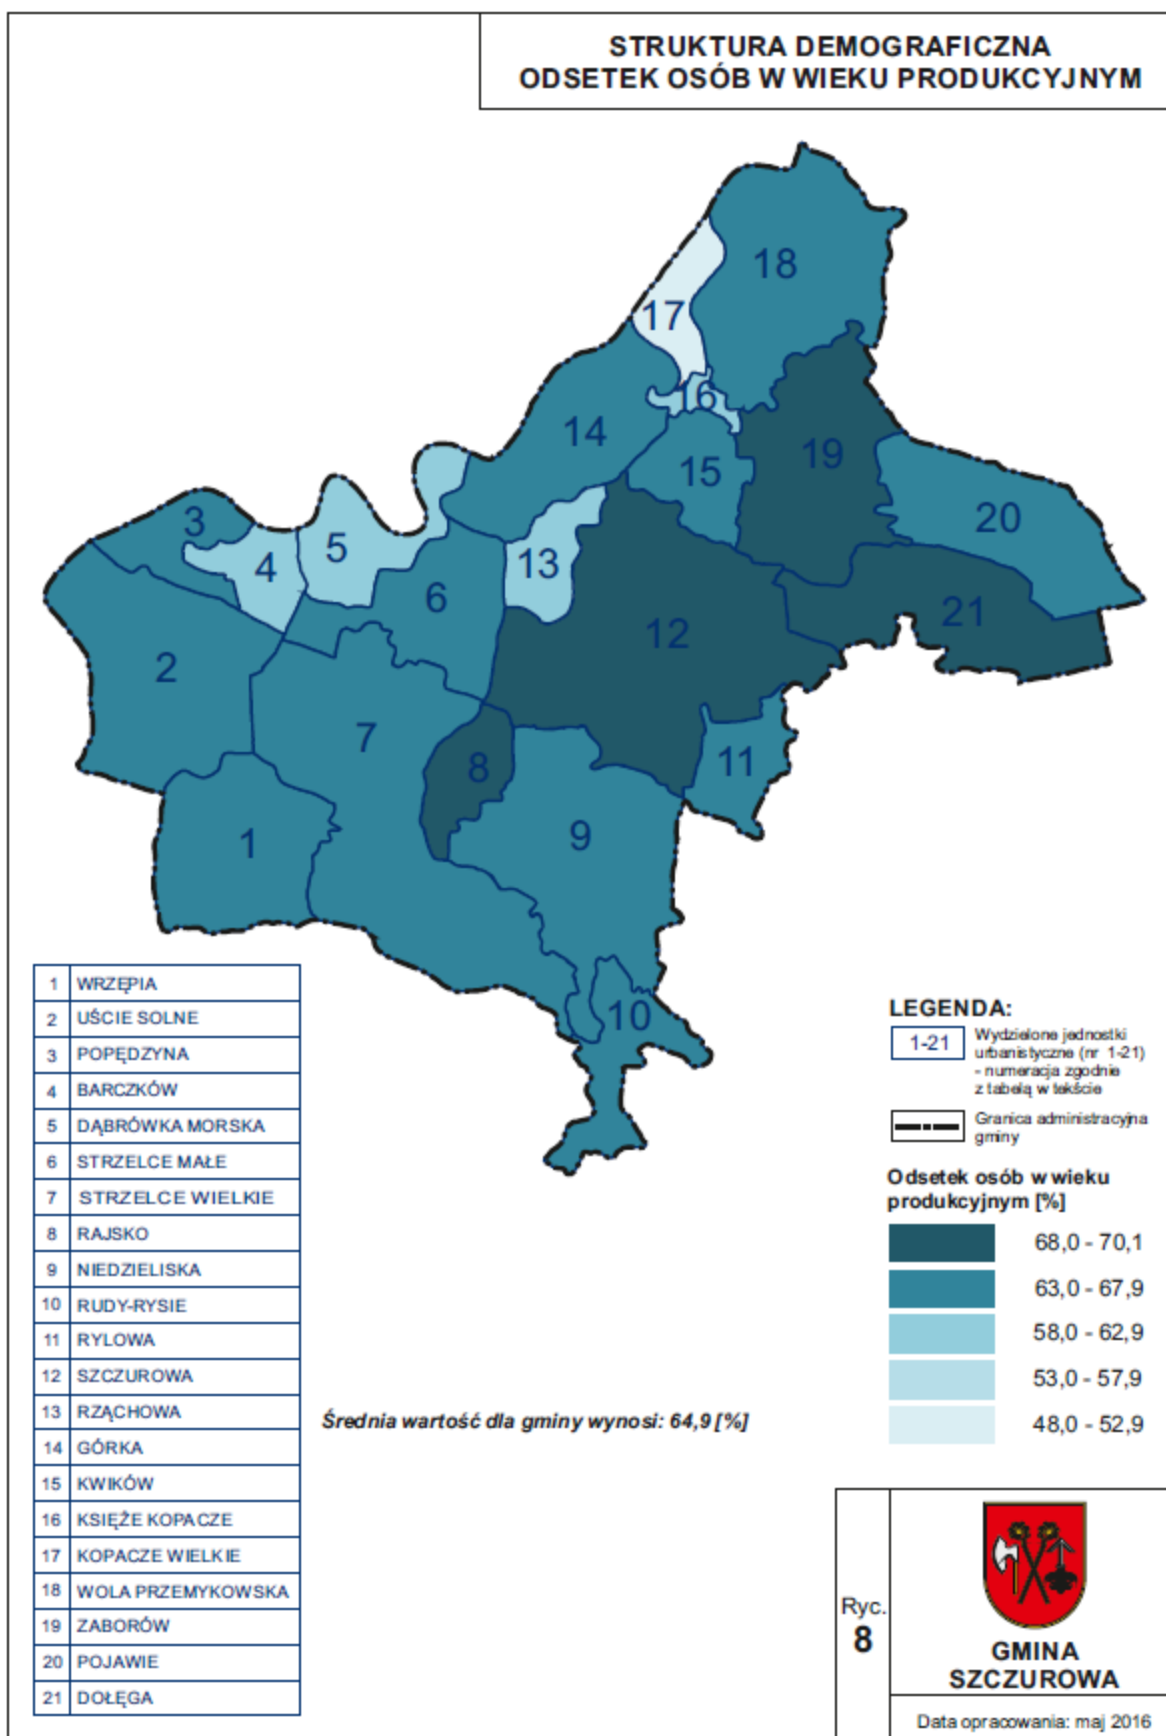 STRUKTURA DEMOGRAFICZNA
ODSETEK OSÓB W WIEKU PRODUKCYJNYM
18
17
16
14
19
15
3
20
5
4
13
6
21
12
2
7
11
8
9
1
10
1 WRZĘPIA
2 UŚCIE SOLNE
3 POPĘDZYNA
4 BARCZKÓW
5 DĄBRÓWKA MORSKA
6 STRZELCE MAŁE
7 STRZELCE WIELKIE
8 RAJSKO
9 NIEDZIELISKA
10 RUDY-RYSIE
11 RYLOWA
12 SZCZUROWA
13 RZĄCHOWA
14 GÓRKA
15 KWIKÓW
16 KSIĘŻE KOPACZE
17 KOPACZE WIELKIE
18 WOLA PRZEMYKOWSKA
19 ZABORÓW
20 POJAWIE
21 DOŁĘGA
Średnia wartość dla gminy wynosi: 64,9 [%]
LEGENDA:
1-21
Wydzielone jednostki
urbanistyczne (nr 1-21)
- numeracja zgodnie
z tabelą w tekście
Granica administracyjna
gminy
Odsetek osób w wieku
produkcyjnym [%]
68,0 - 70,1
63,0 - 67,9
58,0 - 62,9
53,0 - 57,9
48,0 - 52,9
Ryc.
8
GMINA
SZCZUROWA
Data opracowania: maj 2016